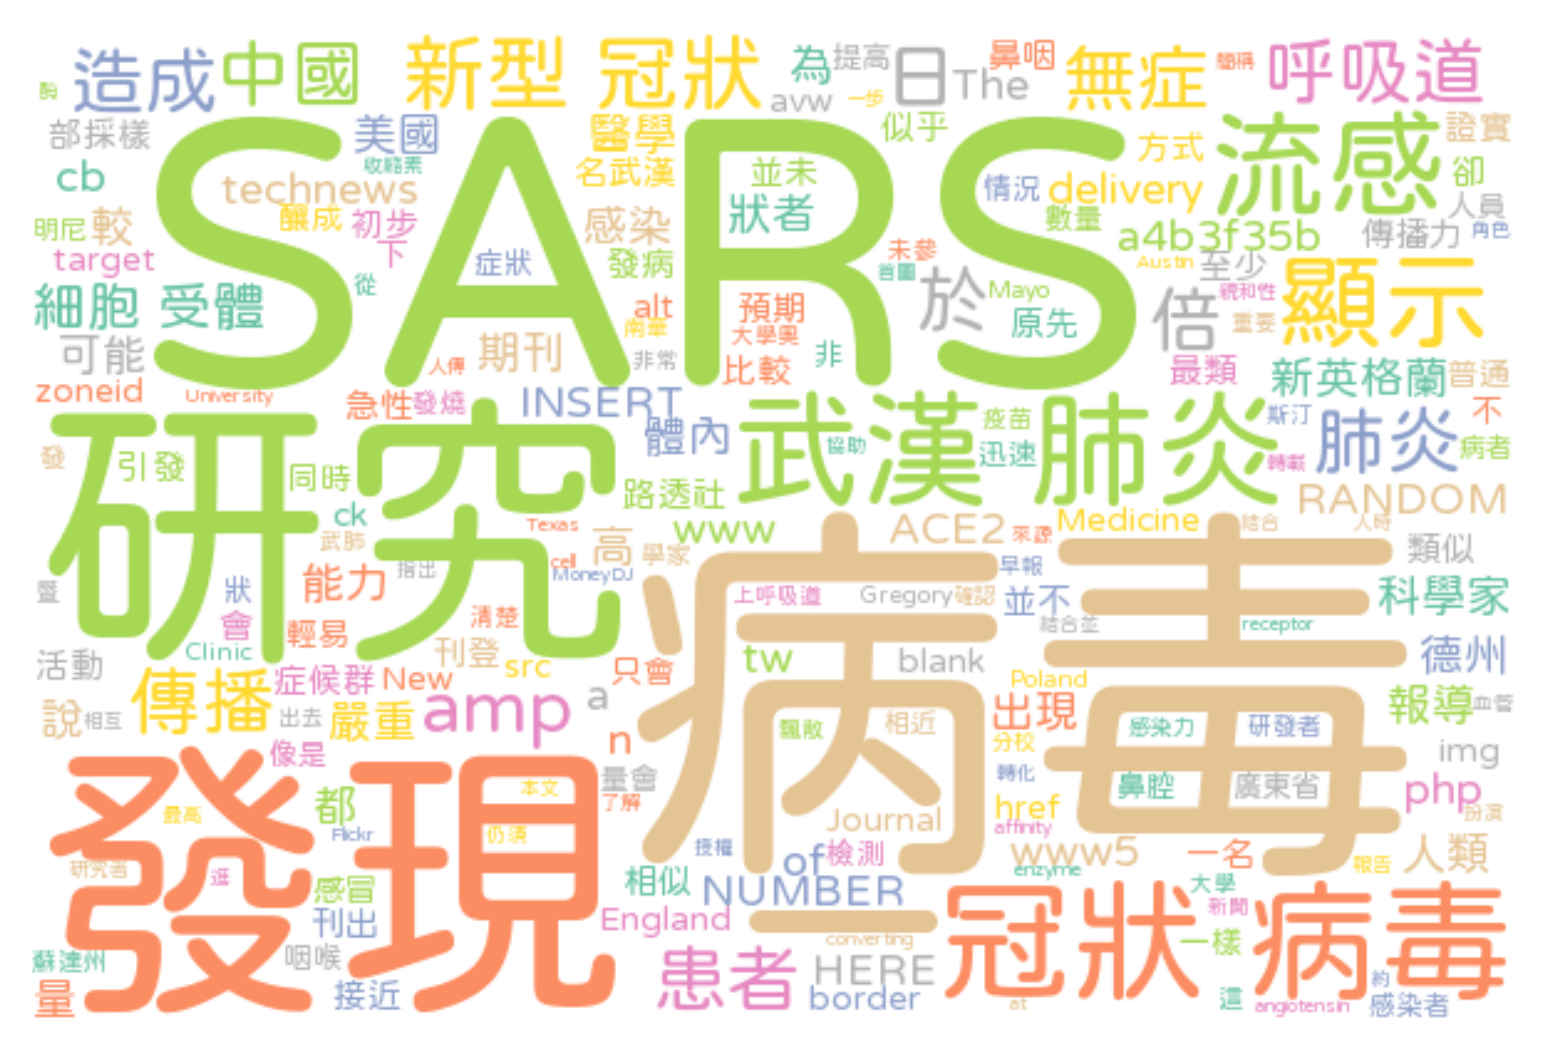 酶
造成
中國
新型 冠狀
為
提高
日
The
鼻咽
無症
簡稱
呼吸道
avw
一步
部採樣
美國
醫學
似乎
流感
證實
cb
收縮素
方式
technews
名武漢
並未
情況
delivery
卻
SARS
明尼
較
釀成
初步
感染
狀者
數量
a4b3f35b
人員
傳播力
角色
target
下
症狀
發病
未參
首圖
Austin
至少
顯示
從
細胞 受體
alt
預期
於
Mayo
倍
親和性
南華
大學奧
原先
重要
可能
期刊
非常
人傳
比較
非
最類
新英格蘭
普通
zoneid
University
急性
發燒
INSERT
體內
武漢 肺炎
疫苗
斯汀
肺炎
不
協助
迅速
轉載
病者
發
引發
同時
研究
路透社
RANDOM
ck
Texas
www
ACE2
來源
Medicine
結合
人時
武肺
高
學家
類似
指出
cell
MoneyDJ
早報
暨
狀
能力
上呼吸道
Gregory
確認
並不
科學家
會
輕易
清楚
結合並
receptor
Clinic
活動
刊登
src
只會
tw
blank
德州
傳播
症候群
New
Poland
病毒
說
相互
出去
嚴重
amp
a
飄散
相近
出現
感染力
研發者
報導
血管
像是
n
分校
img
量會
轉化
鼻腔
廣東省
php
發現
本文
了解
最高
都
Flickr
仍須
Journal
href
affinity
扮演
研究者
逛
感冒
授權
of
檢測
www5
一名
報告
人類
enzyme
相似
NUMBER
大學
刊出
England
一
新聞
冠狀 病毒
converting
一樣
蘇達州
咽喉
患者
HERE
約
量
接近
border
at
這
angiotensin
感染者